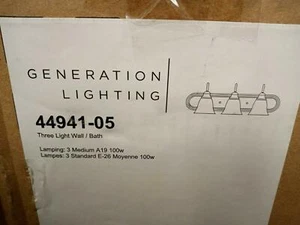 GENERATION
LIGHTING
44941-05
Three Light Wall / Bath
Lamping: 3 Medium A19 100w
Lampes: 3 Standard E-26 Moyenne 100w